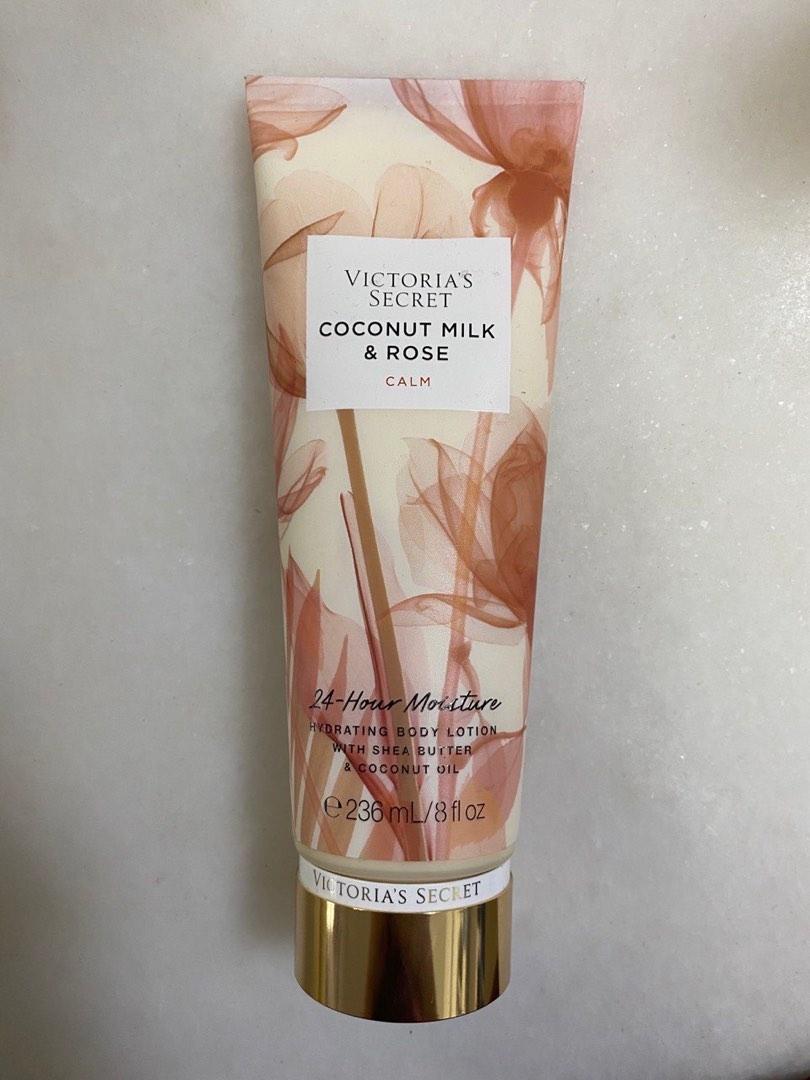 VICTORIA'S
SECRET
COCONUT MILK
& ROSE
CALM
24-Hour Moisture
HYDRATING BODY LOTION
WITH SHEA BUTTER
& COCONUT OIL
℮ 236 mL/8 fl oz
VICTORIA'S SECRET